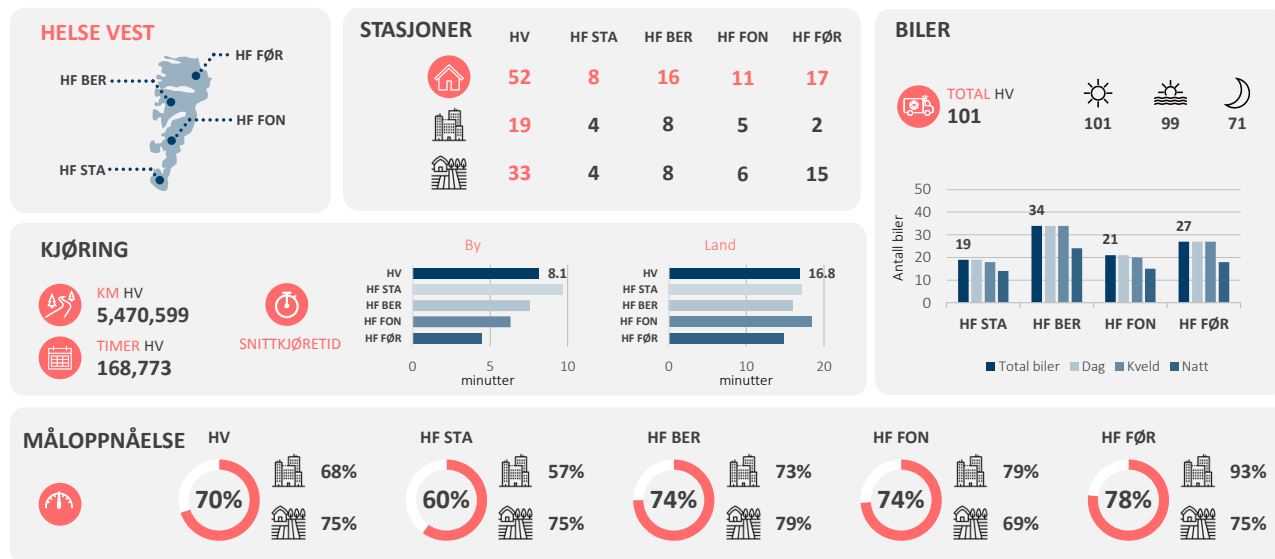 HELSE VEST
HF FØR
HF BER
HF FON
HF STA
STASJONER
HV HF STA HF BER HF FON HF FØR
52 8 16 11 17
19 4 8 5 2
33 4 8 6 15
BILER
TOTAL HV
101
101 99 71
50
40
30
20
10
0
Antall biler
19
34
21
27
HF STA HF BER HF FON HF FØR
Total biler Dag Kveld Natt
KJØRING
KM HV
5,470,599
TIMER HV
168,773
SNITTKJØRETID
By
HV
8.1
HF STA
HF BER
HF FON
HF FØR
0 5 10
minutter
Land
HV
16.8
HF STA
HF BER
HF FON
HF FØR
0 10 20
minutter
MÅLOPPNÅELSE
HV
70%
68%
75%
HF STA
60%
57%
75%
HF BER
74%
73%
79%
HF FON
74%
79%
69%
HF FØR
78%
93%
75%